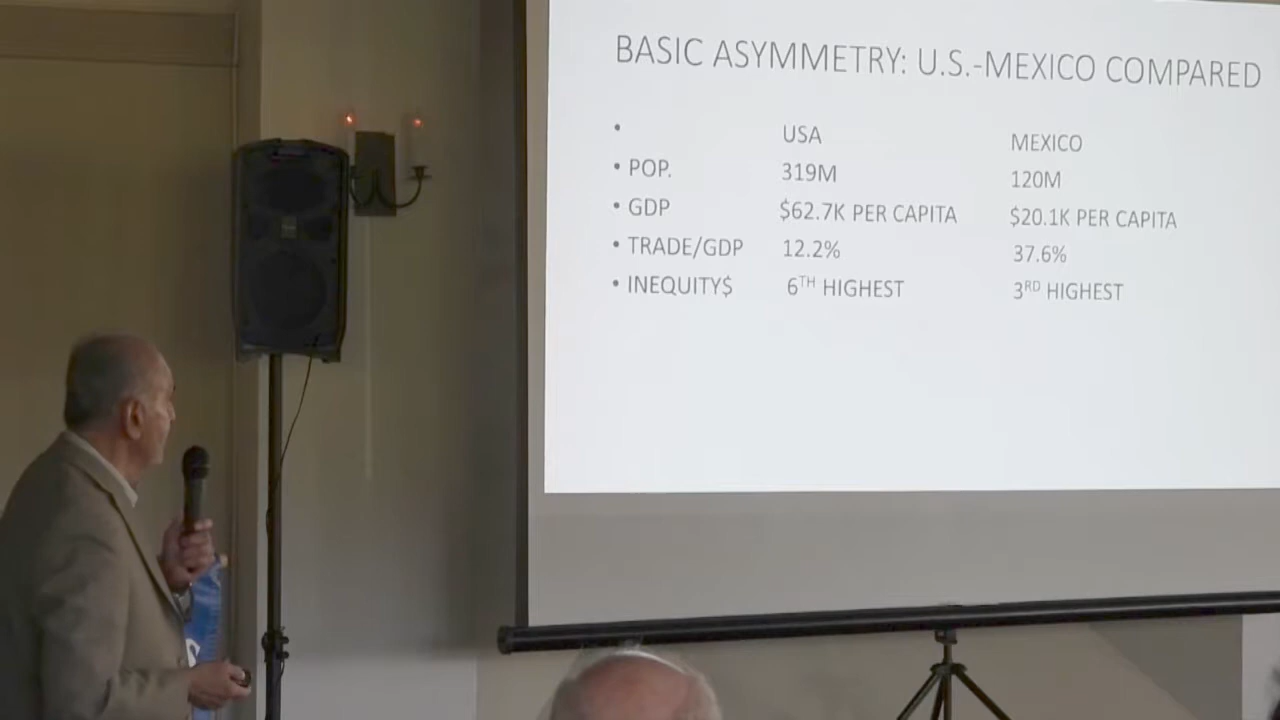 BASIC ASYMMETRY: U.S.-MEXICO COMPARED
• USA MEXICO
• POP. 319M 120M
• GDP $62.7K PER CAPITA $20.1K PER CAPITA
• TRADE/GDP 12.2% 37.6%
• INEQUITY$ 6TH HIGHEST 3RD HIGHEST